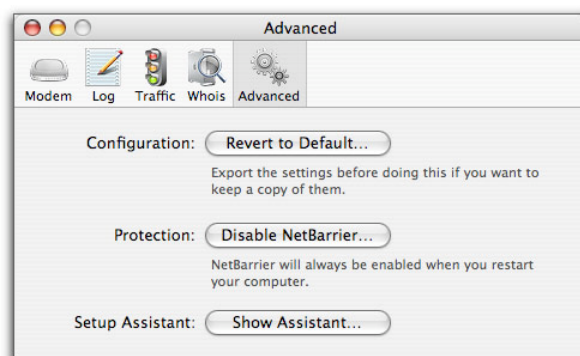 Advanced
Modem Log Traffic Whois Advanced
Configuration: Revert to Default...
Export the settings before doing this if you want to
keep a copy of them.
Protection: Disable NetBarrier...
NetBarrier will always be enabled when you restart
your computer.
Setup Assistant: Show Assistant...